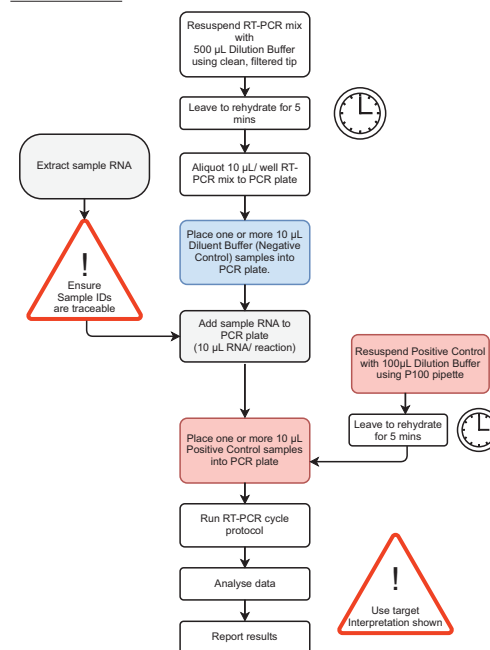 Resuspend RT-PCR mix
with
500 µL Dilution Buffer
using clean, filtered tip
Leave to rehydrate for 5
mins
Extract sample RNA
Aliquot 10 µL/ well RT-
PCR mix to PCR plate
!
Ensure
Sample IDs
are traceable
Place one or more 10 µL
Diluent Buffer (Negative
Control) samples into
PCR plate.
Add sample RNA to
PCR plate
(10 µL RNA/ reaction)
Resuspend Positive Control
with 100µL Dilution Buffer
using P100 pipette
Leave to rehydrate
for 5 mins
Place one or more 10 µL
Positive Control samples
into PCR plate
Run RT-PCR cycle
protocol
Analyse data
!
Use target
Interpretation shown
Report results